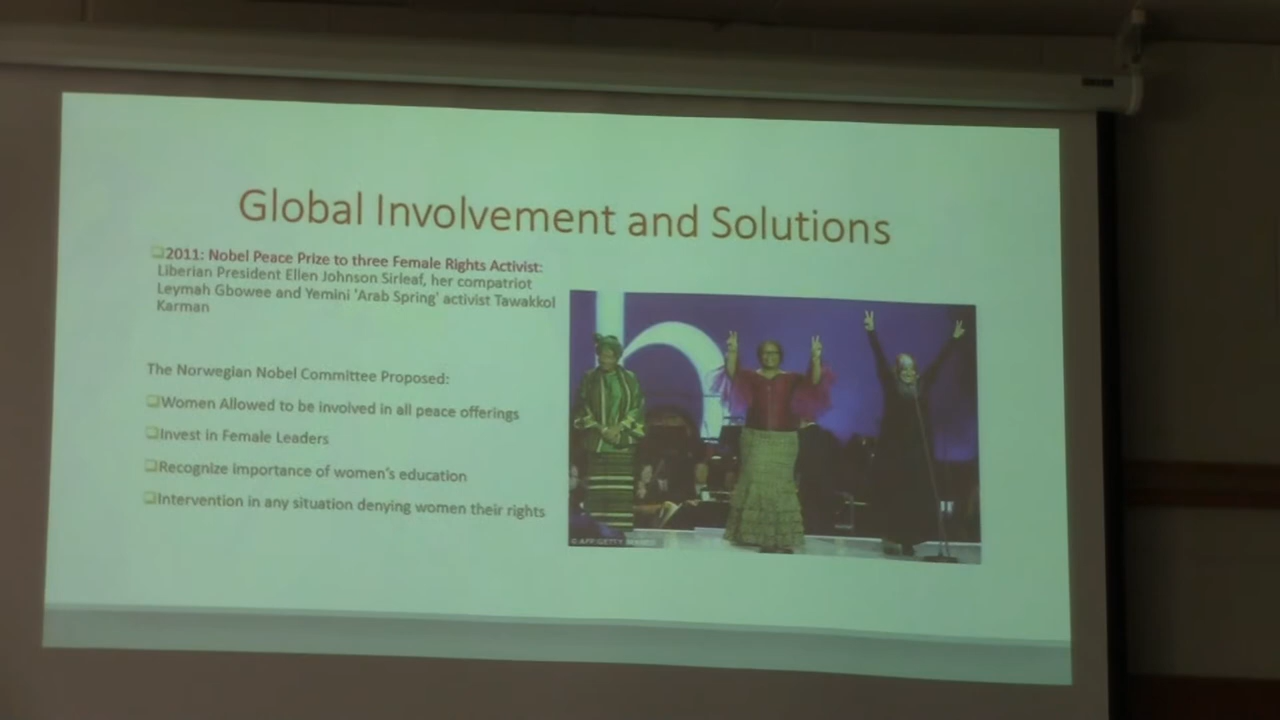 Global Involvement and Solutions
2011: Nobel Peace Prize to three Female Rights Activist:
Liberian President Ellen Johnson Sirleaf, her compatriot
Leymah Gbowee and Yemini 'Arab Spring' activist Tawakkol
Karman
The Norwegian Nobel Committee Proposed:
Women Allowed to be involved in all peace offerings
Invest in Female Leaders
Recognize importance of women's education
Intervention in any situation denying women their rights
© AFP/GETTY